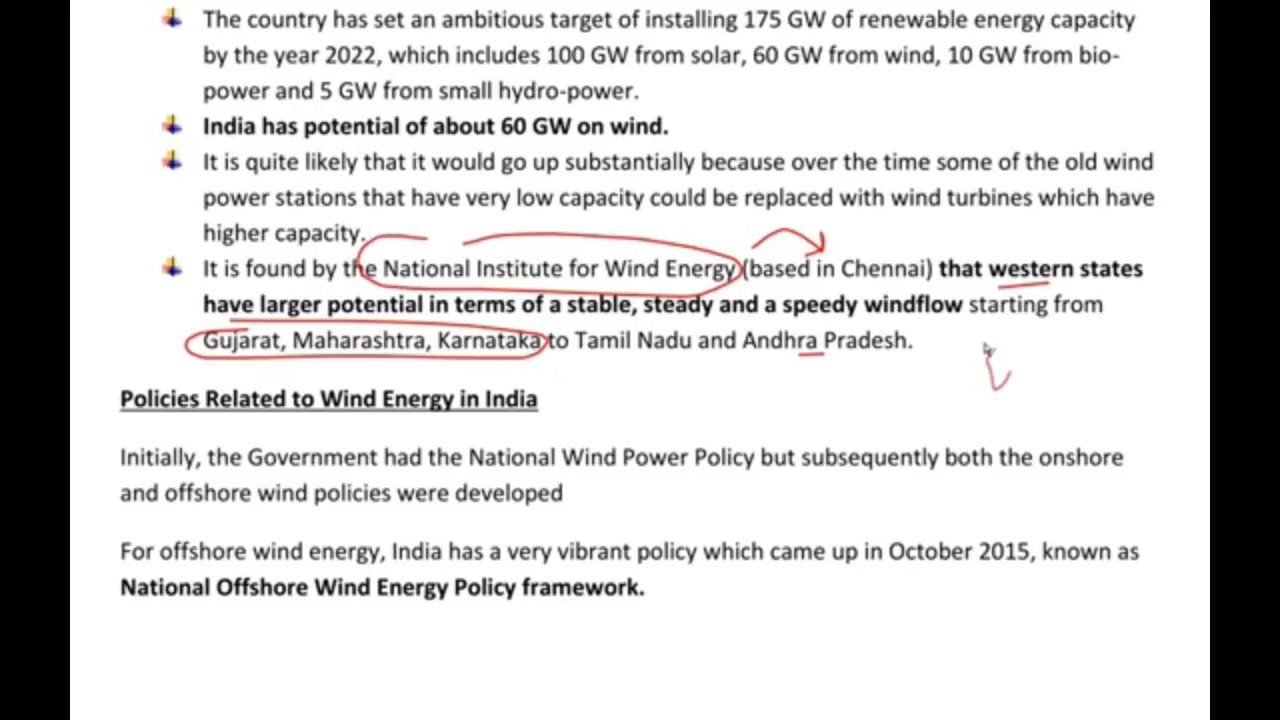 The country has set an ambitious target of installing 175 GW of renewable energy capacity
by the year 2022, which includes 100 GW from solar, 60 GW from wind, 10 GW from bio-
power and 5 GW from small hydro-power.
India has potential of about 60 GW on wind.
It is quite likely that it would go up substantially because over the time some of the old wind
power stations that have very low capacity could be replaced with wind turbines which have
higher capacity.
It is found by the National Institute for Wind Energy (based in Chennai) that western states
have larger potential in terms of a stable, steady and a speedy windflow starting from
Gujarat, Maharashtra, Karnataka to Tamil Nadu and Andhra Pradesh.
Policies Related to Wind Energy in India
Initially, the Government had the National Wind Power Policy but subsequently both the onshore
and offshore wind policies were developed
For offshore wind energy, India has a very vibrant policy which came up in October 2015, known as
National Offshore Wind Energy Policy framework.